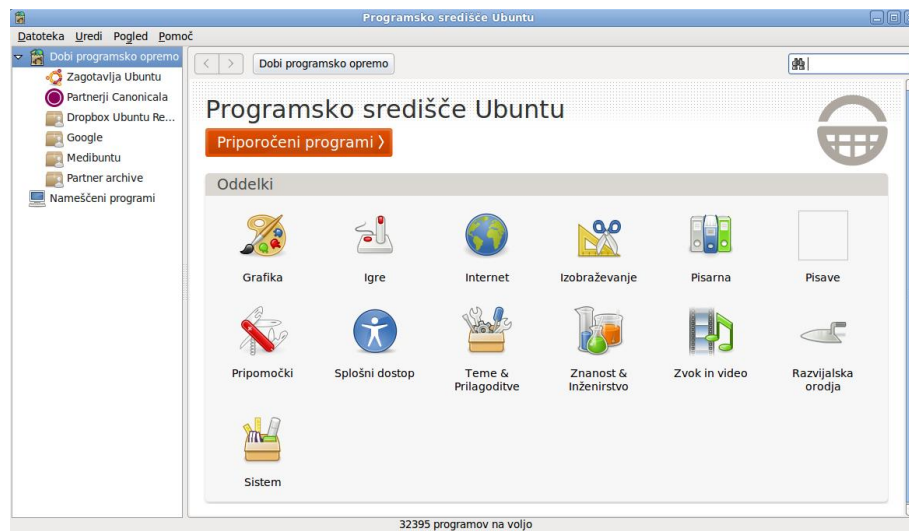 Programsko središče Ubuntu
Datoteka Uredi Pogled Pomoč
Dobi programsko opremo
Zagotavlja Ubuntu
Partnerji Canonicala
Dropbox Ubuntu Re...
Google
Medibuntu
Partner archive
Nameščeni programi
Dobi programsko opremo
Programsko središče Ubuntu
Priporočeni programi
Oddelki
Grafika
Igre
Internet
Izobraževanje
Pisarna
Pisave
Pripomočki
Splošni dostop
Teme &
Prilagoditve
Znanost &
Inženirstvo
Zvok in video
Razvijalska
orodja
Sistem
32395 programov na voljo